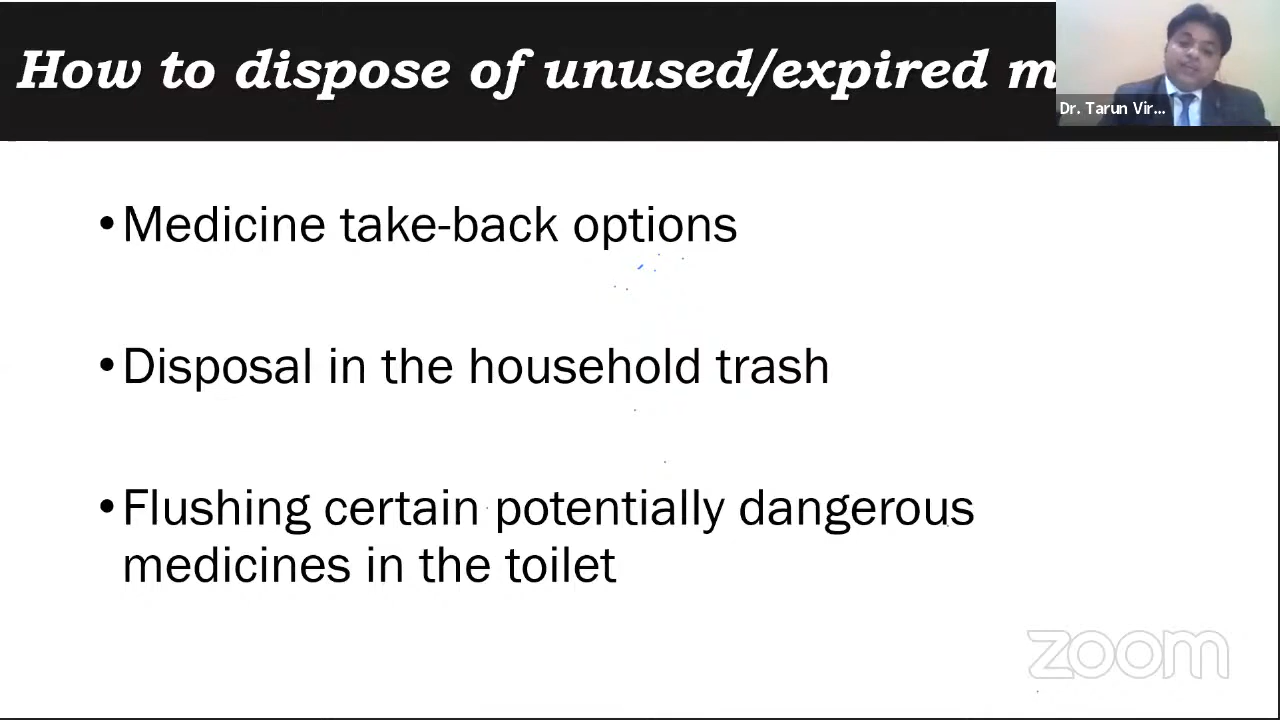 How to dispose of unused/expired m
Dr. Tarun Vir...
•Medicine take-back options
•Disposal in the household trash
•Flushing certain potentially dangerous
medicines in the toilet
zoom